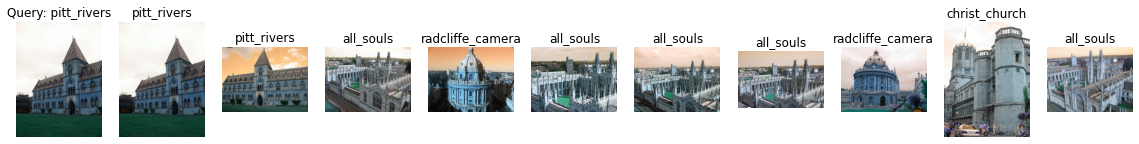 Query: pitt_rivers
pitt_rivers
pitt_rivers
all_souls
radcliffe_camera
all_souls
all_souls
all_souls
radcliffe_camera
christ_church
all_souls